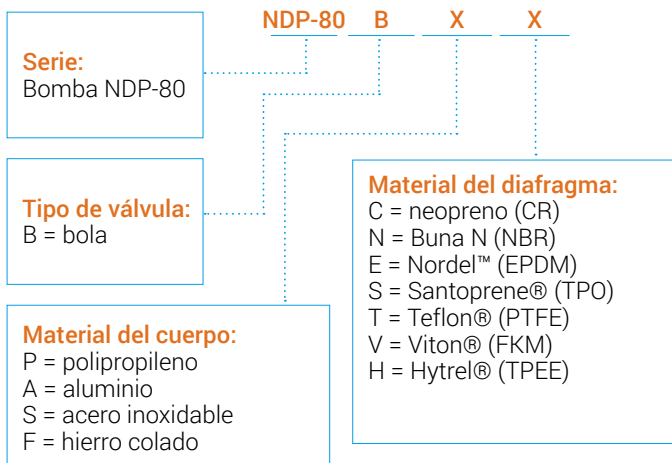 NDP-80 B X X
Serie:
Bomba NDP-80
Tipo de válvula:
B = bola
Material del cuerpo:
P = polipropileno
A = aluminio
S = acero inoxidable
F = hierro colado
Material del diafragma:
C = neopreno (CR)
N = Buna N (NBR)
E = Nordel™ (EPDM)
S = Santoprene® (TPO)
T = Teflon® (PTFE)
V = Viton® (FKM)
H = Hytrel® (TPEE)